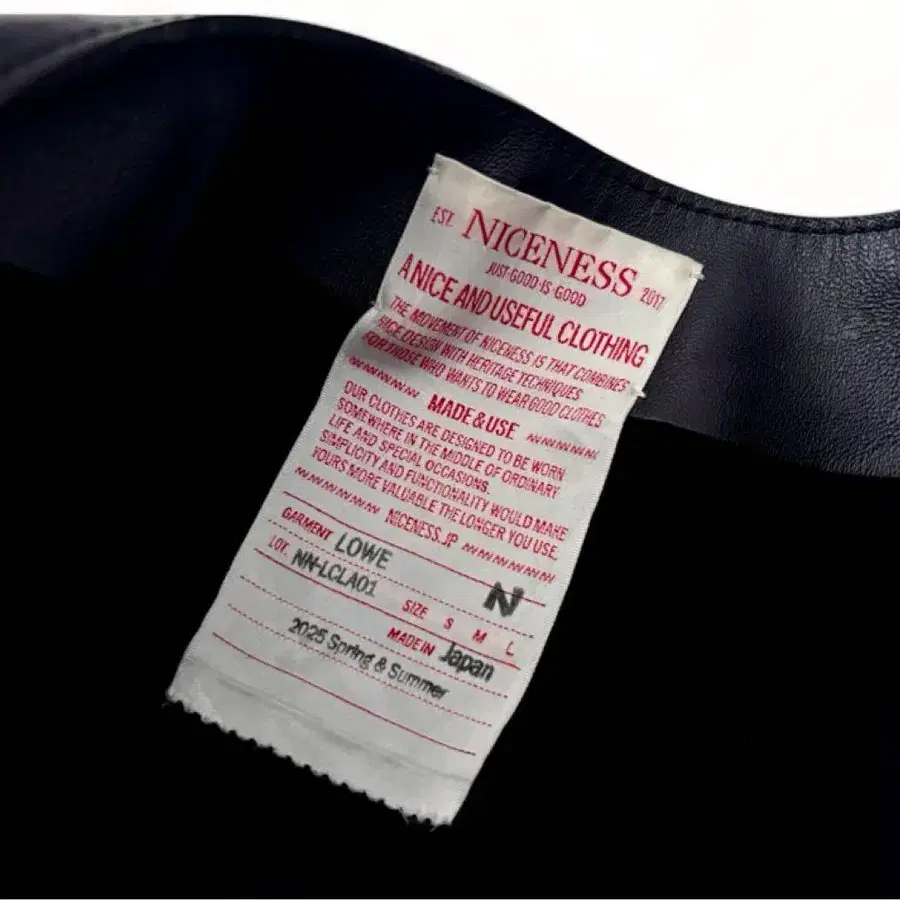 EST. NICENESS 2017
JUST·GOOD·IS·GOOD
A NICE AND USEFUL CLOTHING
THE MOVEMENT OF NICENESS IS THAT COMBINES
NICE DESIGN WITH HERITAGE TECHNIQUES
FOR THOSE WHO WANTS TO WEAR GOOD CLOTHES
MADE & USE
OUR CLOTHES ARE DESIGNED TO BE WORN
SOMEWHERE IN THE MIDDLE OF ORDINARY
LIFE AND SPECIAL OCCASIONS.
SIMPLICITY AND FUNCTIONALITY WOULD MAKE
YOURS MORE VALUABLE THE LONGER YOU USE.
NICENESS.JP
GARMENT LOWE
N
LOT. NN-LCLA01
SIZE S M L
MADE IN Japan
2025 Spring & Summer